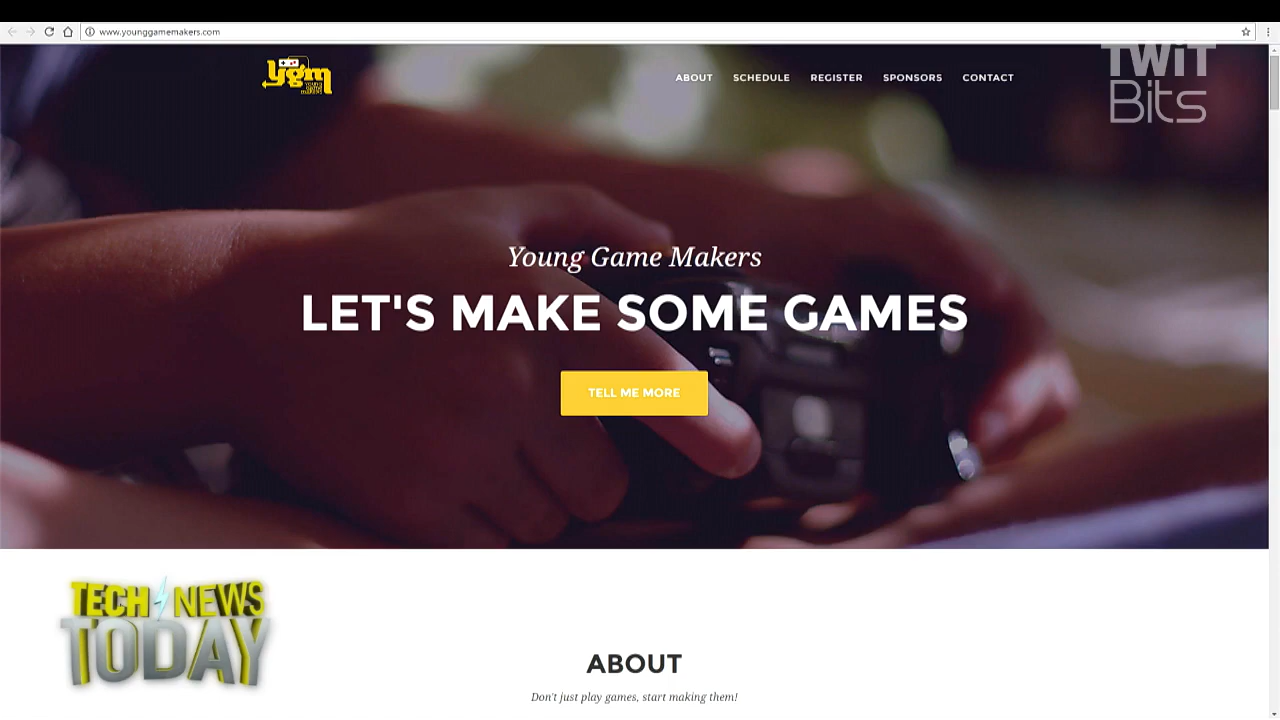 www.younggamemakers.com
ygm
ABOUT SCHEDULE REGISTER SPONSORS CONTACT
TWiT
Bits
Young Game Makers
LET'S MAKE SOME GAMES
TELL ME MORE
TECH NEWS
TODAY
ABOUT
Don't just play games, start making them!